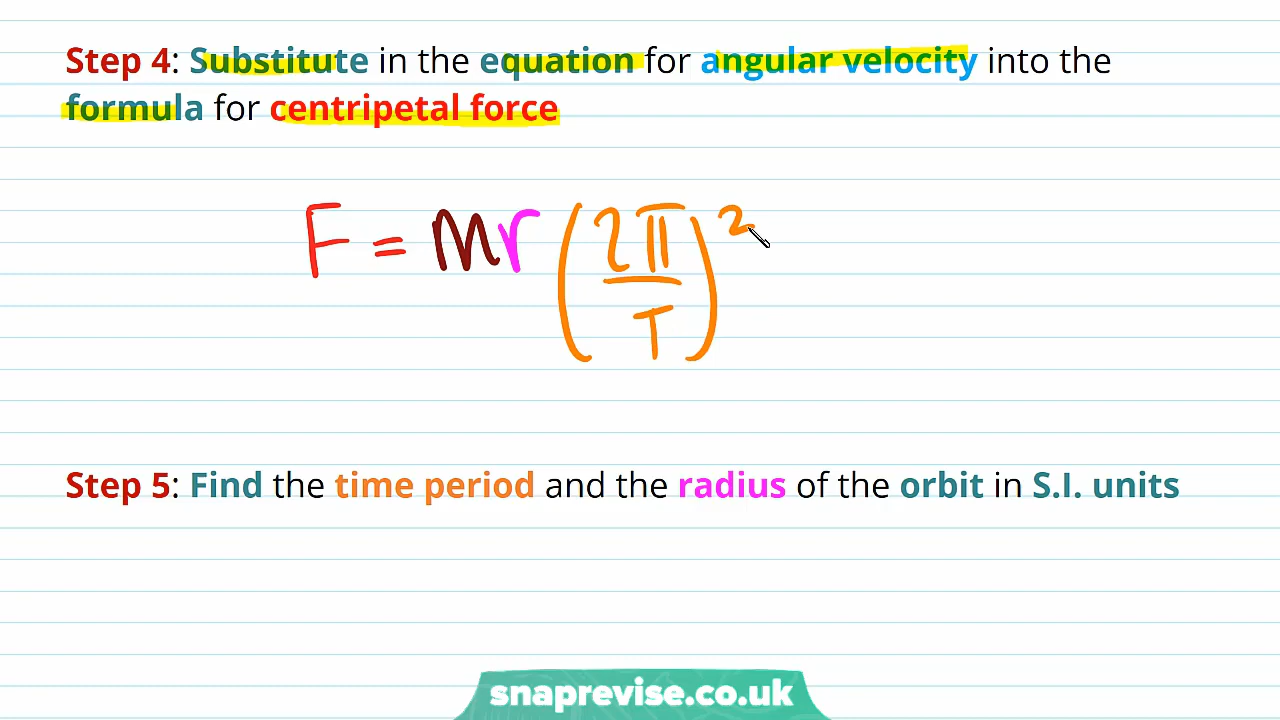 Step 4: Substitute in the equation for angular velocity into the
formula for centripetal force
F = mr (2π/T)²
Step 5: Find the time period and the radius of the orbit in S.I. units
snaprevise.co.uk